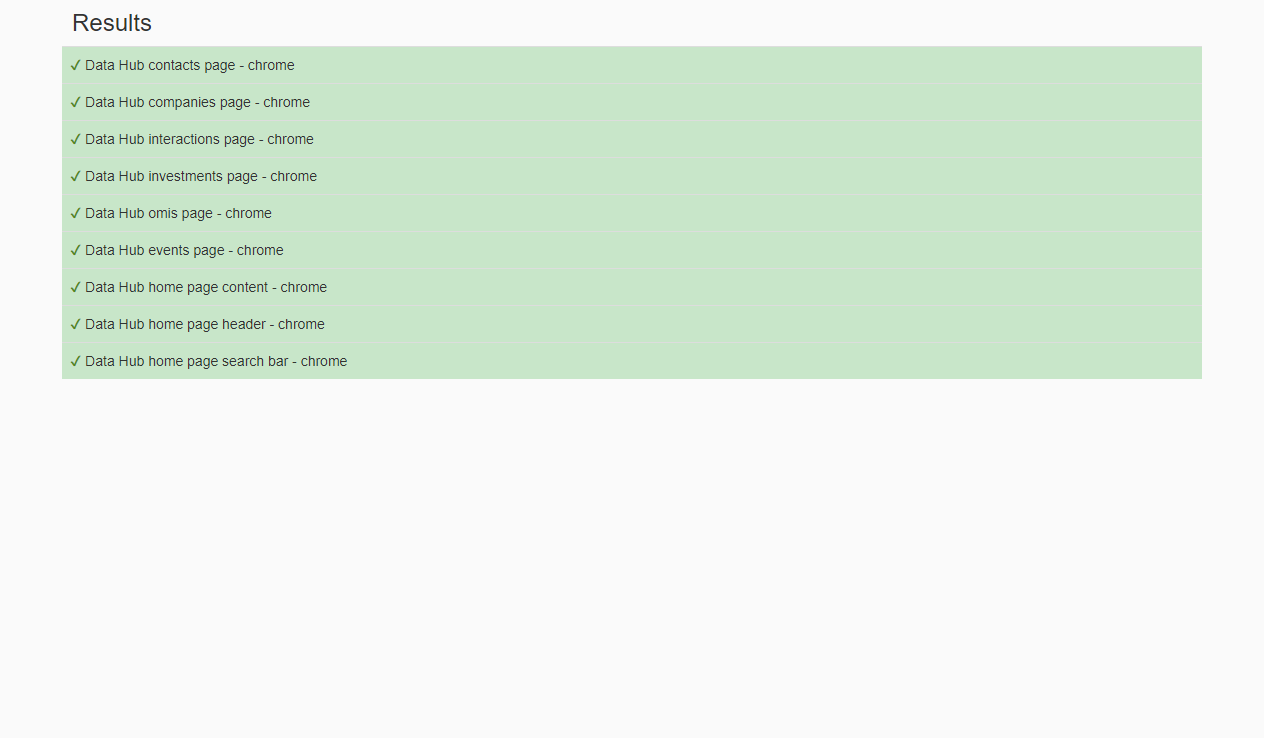 Results
✓ Data Hub contacts page - chrome
✓ Data Hub companies page - chrome
✓ Data Hub interactions page - chrome
✓ Data Hub investments page - chrome
✓ Data Hub omis page - chrome
✓ Data Hub events page - chrome
✓ Data Hub home page content - chrome
✓ Data Hub home page header - chrome
✓ Data Hub home page search bar - chrome